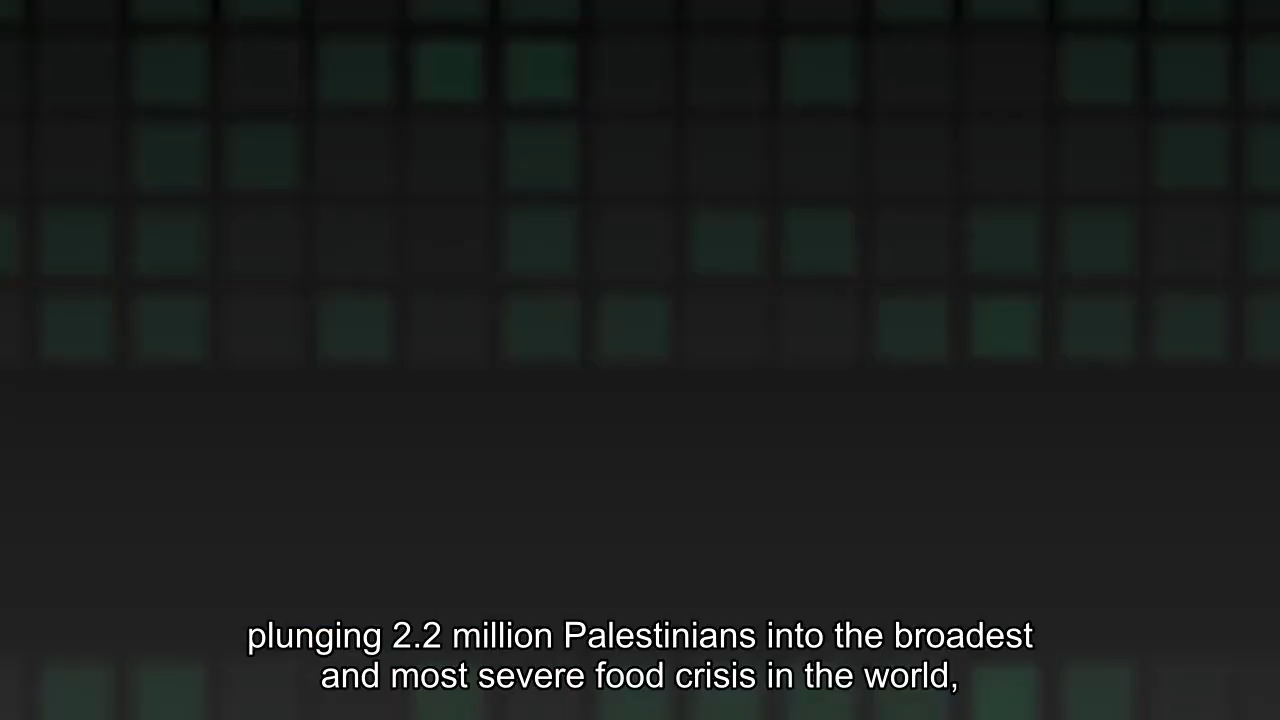 plunging 2.2 million Palestinians into the broadest
and most severe food crisis in the world,